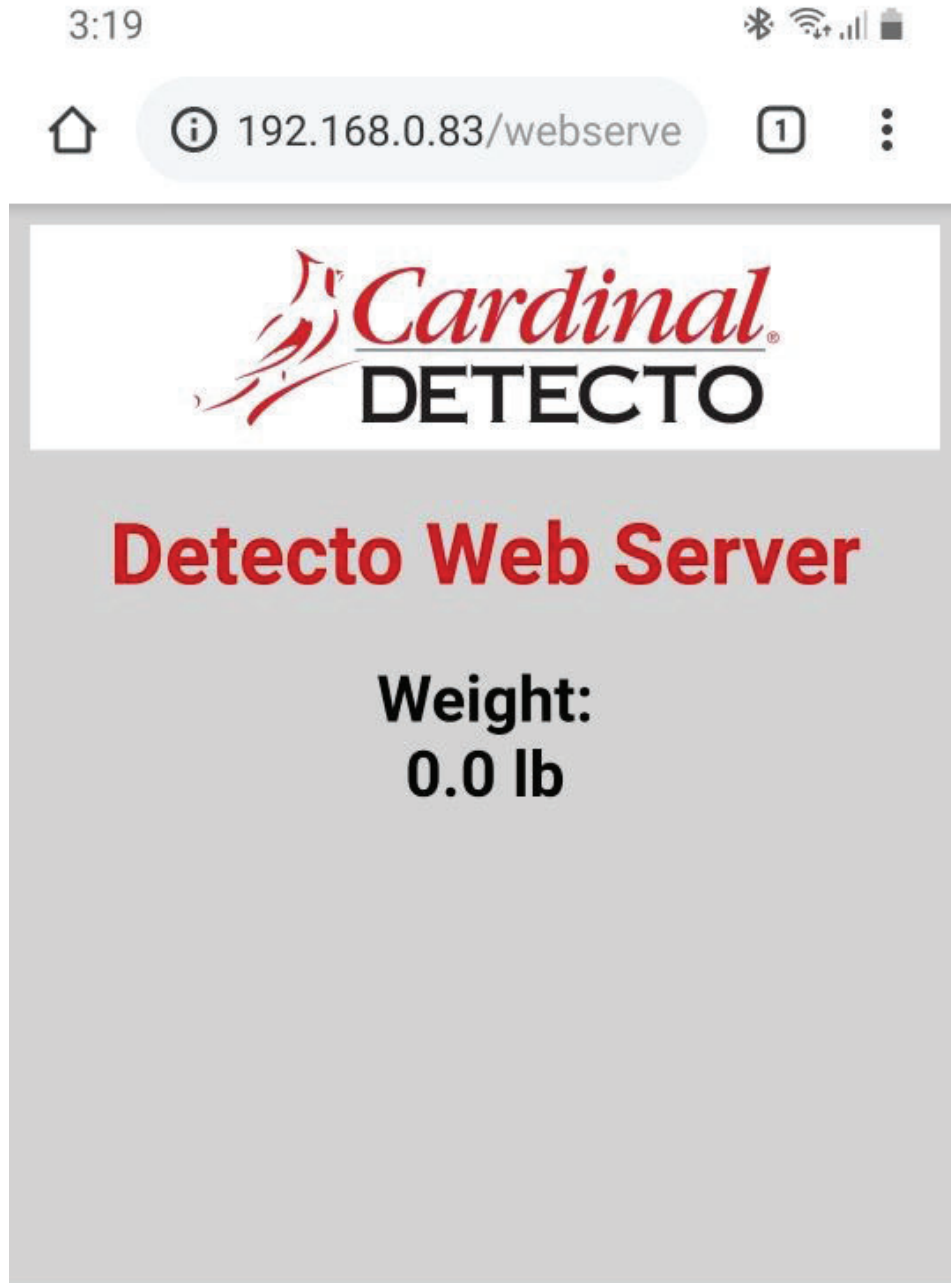 3:19
192.168.0.83/webserve
1
Cardinal®
DETECTO
Detecto Web Server
Weight:
0.0 lb